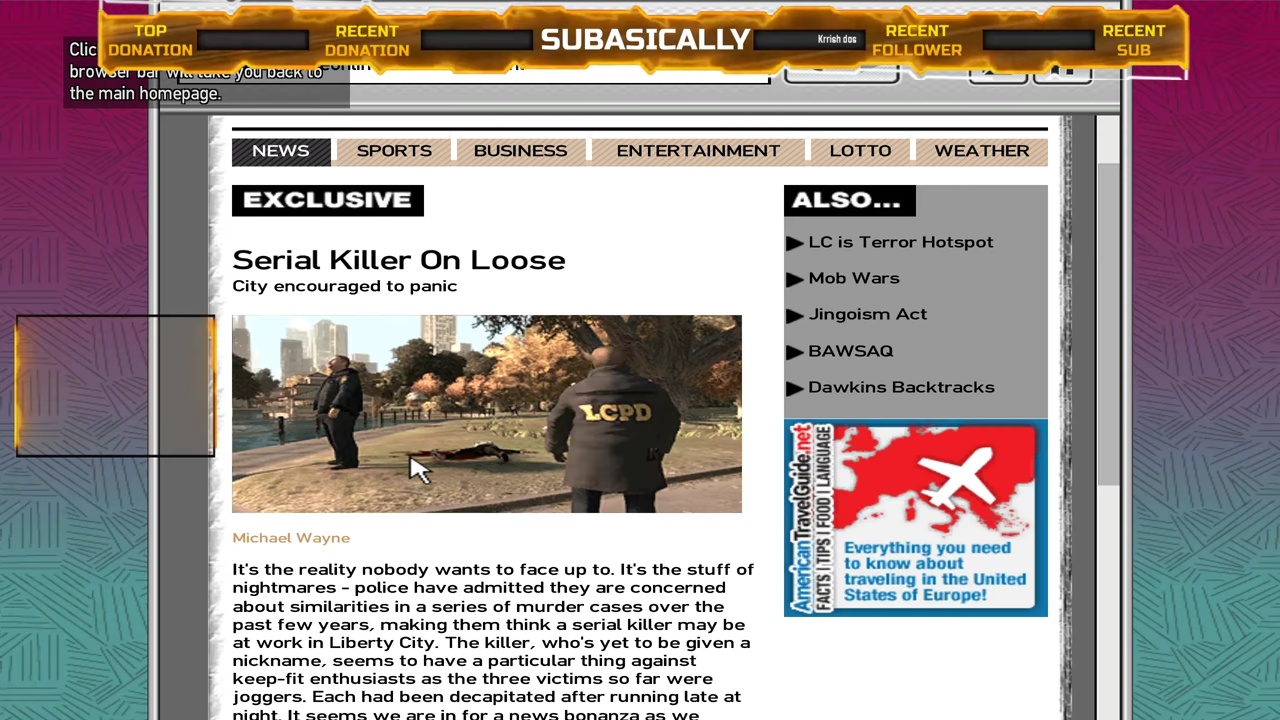 TOP
DONATION
RECENT
DONATION
SUBASICALLY
Krrish das
RECENT
FOLLOWER
RECENT
SUB
browser bar will take you back to
the main homepage.
NEWS
SPORTS
BUSINESS
ENTERTAINMENT
LOTTO
WEATHER
EXCLUSIVE
Serial Killer On Loose
City encouraged to panic
LCPD
Michael Wayne
It's the reality nobody wants to face up to. It's the stuff of
nightmares - police have admitted they are concerned
about similarities in a series of murder cases over the
past few years, making them think a serial killer may be
at work in Liberty City. The killer, who's yet to be given a
nickname, seems to have a particular thing against
keep-fit enthusiasts as the three victims so far were
joggers. Each had been decapitated after running late at
night. It seems we are in for a news bonanza as we
ALSO...
LC is Terror Hotspot
Mob Wars
Jingoism Act
BAWSAQ
Dawkins Backtracks
AmericanTravelGuide.net
FACTS | TIPS | FOOD | LANGUAGE
Everything you need
to know about
traveling in the United
States of Europe!